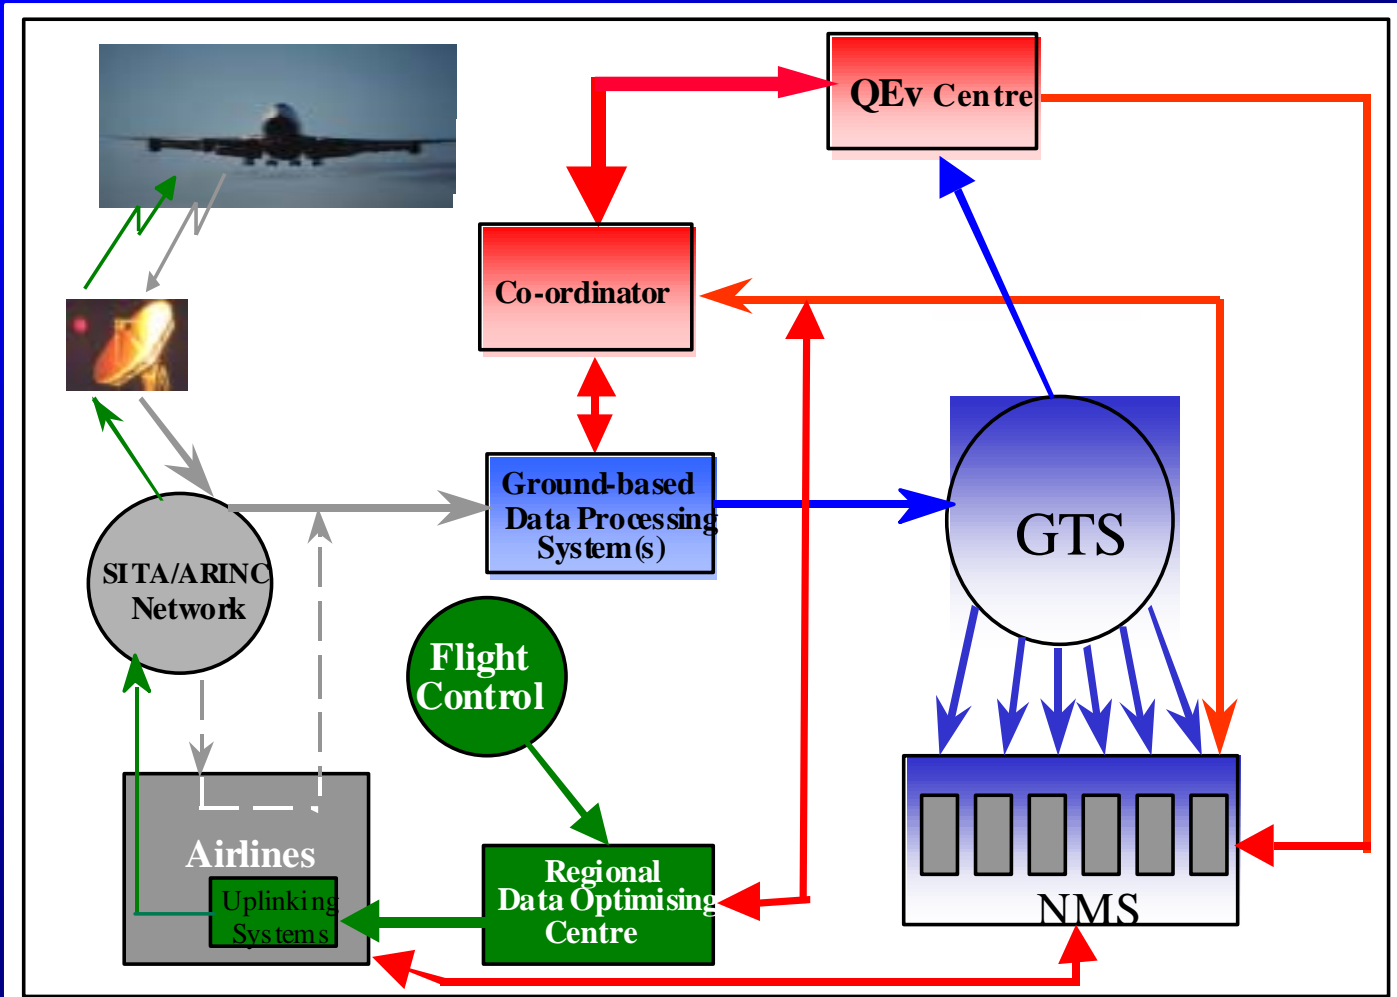 QEv Centre
Co-ordinator
Ground-based
Data Processing
System(s)
GTS
SITA/ARINC
Network
Flight
Control
Airlines
Uplinking
Systems
Regional
Data Optimising
Centre
NMS